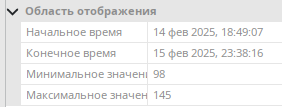 Область отображения
Начальное время 14 фев 2025, 18:49:07
Конечное время 15 фев 2025, 23:38:16
Минимальное значени 98
Максимальное значен 145